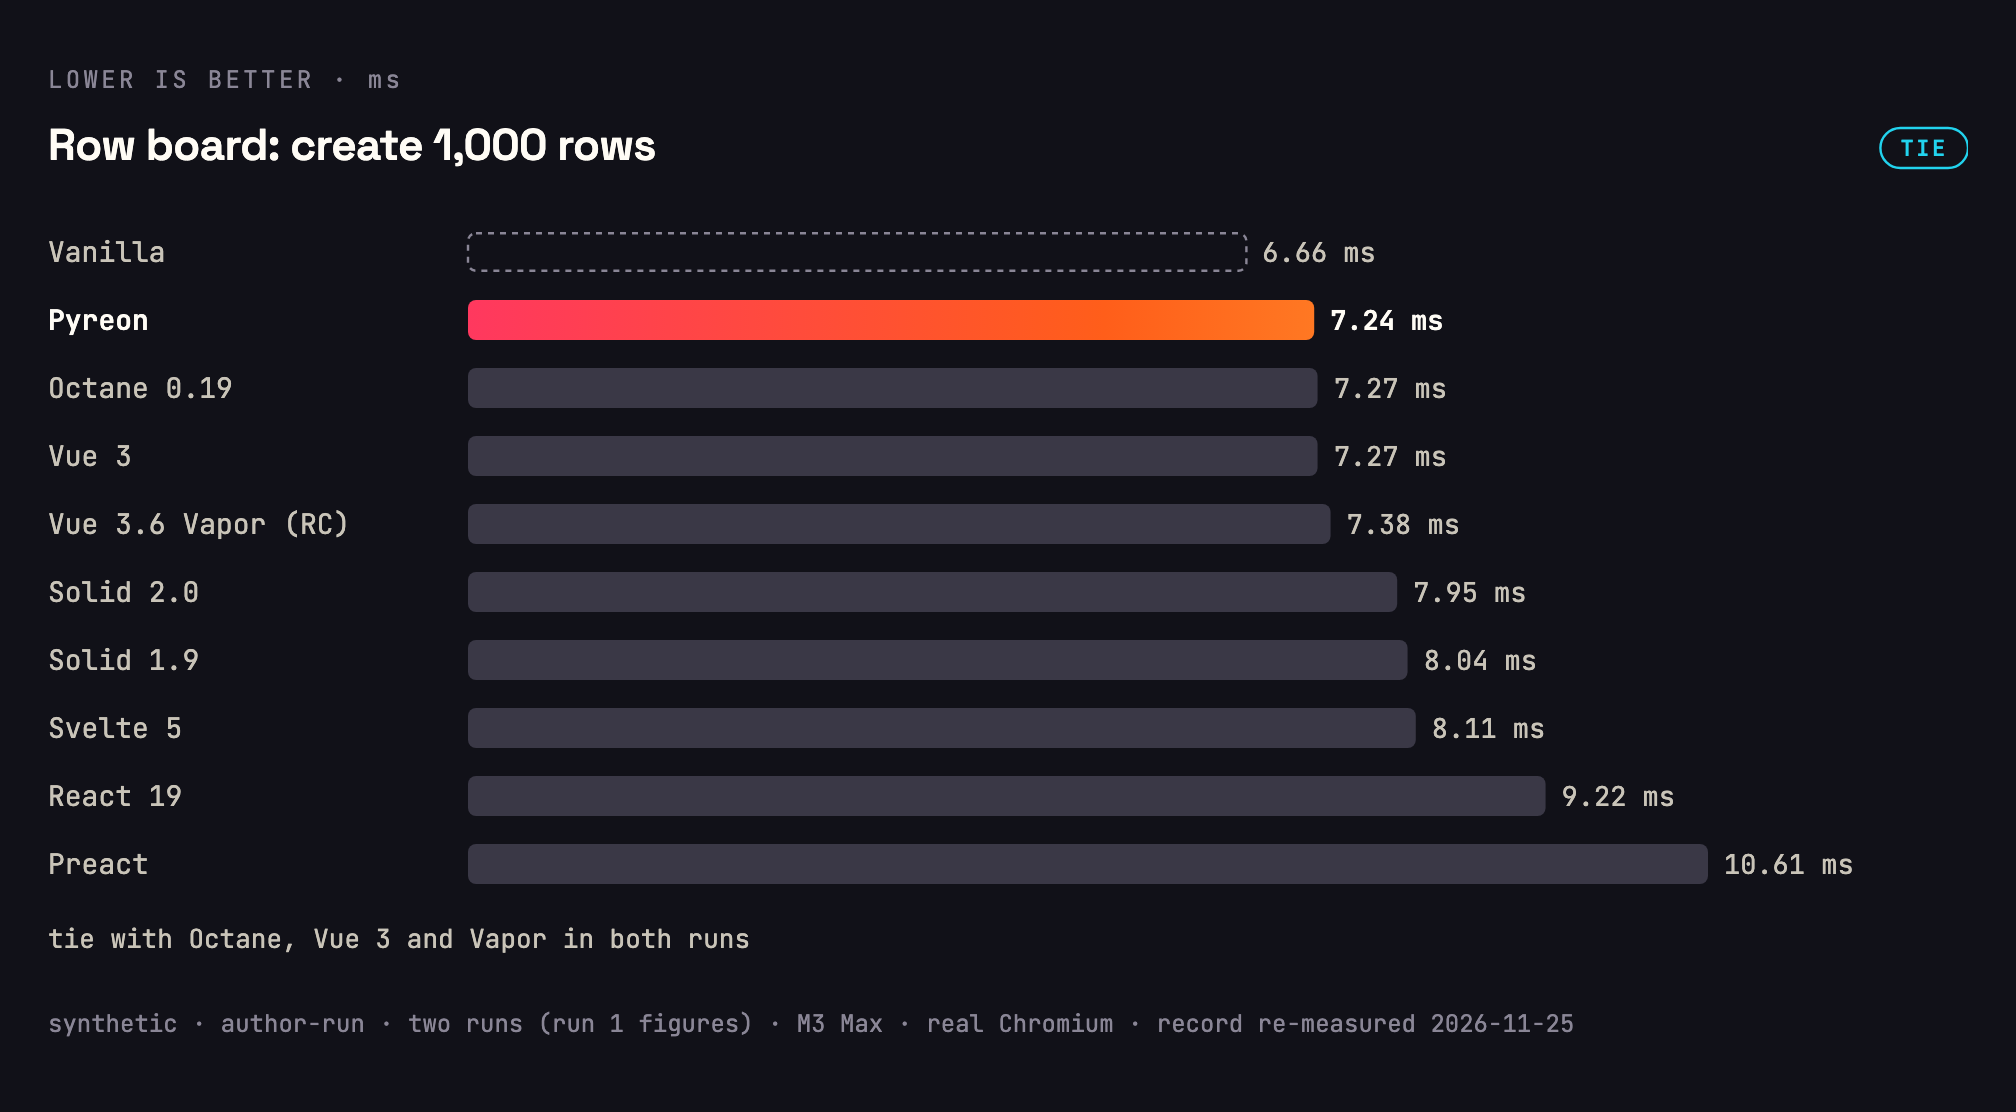 LOWER IS BETTER · ms
Row board: create 1,000 rows
TIE
Vanilla 6.66 ms
Pyreon 7.24 ms
Octane 0.19 7.27 ms
Vue 3 7.27 ms
Vue 3.6 Vapor (RC) 7.38 ms
Solid 2.0 7.95 ms
Solid 1.9 8.04 ms
Svelte 5 8.11 ms
React 19 9.22 ms
Preact 10.61 ms
tie with Octane, Vue 3 and Vapor in both runs
synthetic · author-run · two runs (run 1 figures) · M3 Max · real Chromium · record re-measured 2026-11-25